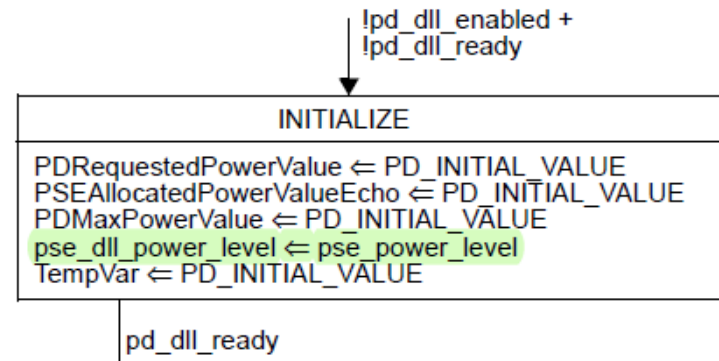 !pd_dll_enabled +
!pd_dll_ready
INITIALIZE
PDRequestedPowerValue ⇐ PD_INITIAL_VALUE
PSEAllocatedPowerValueEcho ⇐ PD_INITIAL_VALUE
PDMaxPowerValue ⇐ PD_INITIAL_VALUE
pse_dll_power_level ⇐ pse_power_level
TempVar ⇐ PD_INITIAL_VALUE
pd_dll_ready